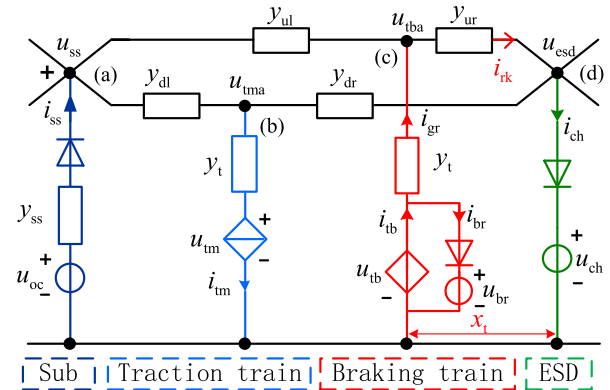 y_ul
u_tba
y_ur
u_ss
i_rk
u_esd
+
(a)
(c)
(d)
y_dl
u_tma
y_dr
i_ss
(b)
i_gr
i_ch
y_t
y_t
y_ss
+
i_tb
i_br
u_tm
+
u_oc
-
-
i_tm
u_tb
-
+
u_br
-
+
u_ch
-
x_t
Sub
Traction train
Braking train
ESD